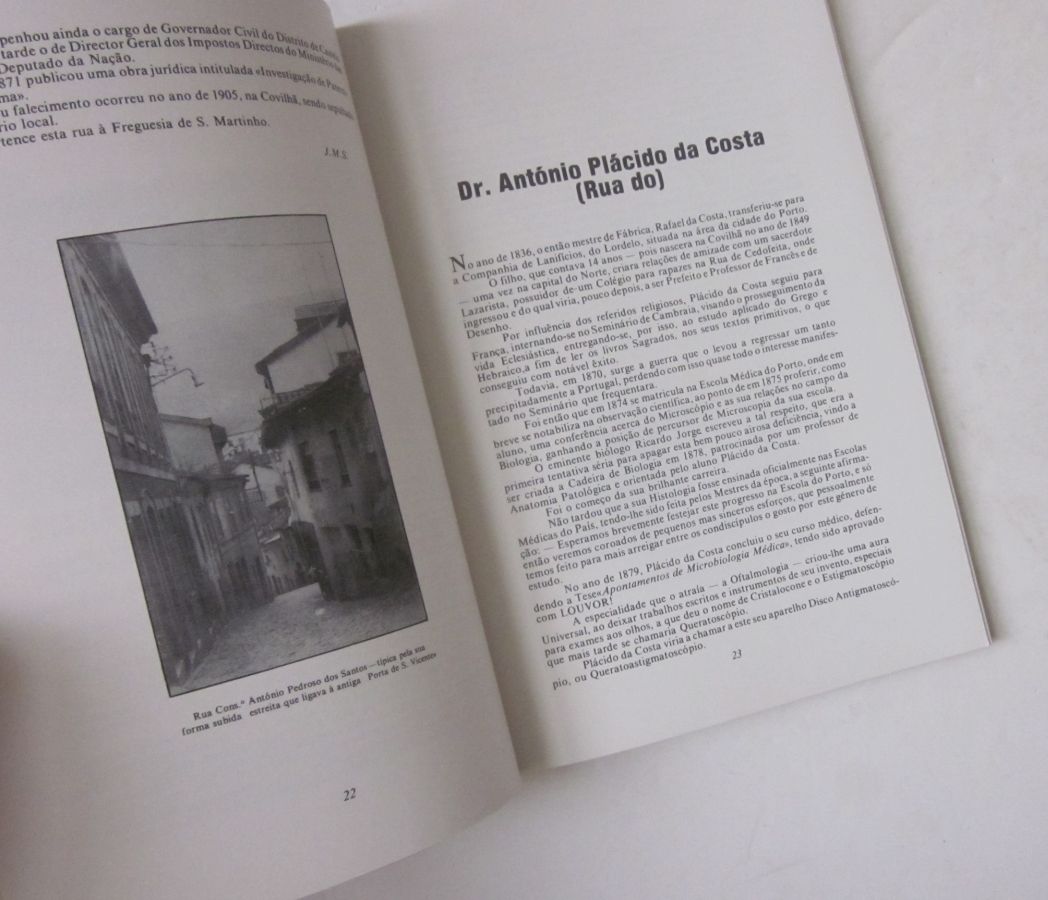 penhou ainda o cargo de Governador Civil do Distrito de
tarde o de Director Geral dos Impostos Directos do Ministério
Deputado da Nação.
871 publicou uma obra jurídica intitulada «Investigação de
ma».
u falecimento ocorreu no ano de 1905, na Covilhã, sendo sepultado
rio local.
tence esta rua à Freguesia de S. Martinho.
J.M.S.
Rua Cons.º António Pedroso dos Santos — típica pela sua
forma subida estreita que ligava à antiga Porta de S. Vicente»
22
Dr. António Plácido da Costa
(Rua do)
No ano de 1836, o então mestre de Fábrica, Rafael da Costa, transferiu-se para
a Companhia de Lanifícios, do Lordelo, situada na área da cidade do Porto.
O filho, que contava 14 anos — pois nascera na Covilhã no ano de 1849
— uma vez na capital do Norte, criara relações de amizade com um sacerdote
Lazarista, possuidor de um Colégio para rapazes na Rua de Cedofeita, onde
ingressou e do qual viria, pouco depois, a ser Prefeito e Professor de Francês e de
Desenho.
Por influência dos referidos religiosos, Plácido da Costa seguiu para
França, internando-se no Seminário de Cambraia, visando o prosseguimento da
vida Eclesiástica, entregando-se, por isso, ao estudo aplicado do Grego e
Hebraico,a fim de ler os livros Sagrados, nos seus textos primitivos, o que
conseguiu com notável êxito.
Todavia, em 1870, surge a guerra que o levou a regressar um tanto
precipitadamente a Portugal, perdendo com isso quase todo o interesse manifes-
tado no Seminário que frequentara.
Foi então que em 1874 se matricula na Escola Médica do Porto, onde em
breve se notabiliza na observação científica, ao ponto de em 1875 proferir, como
aluno, uma conferência acerca do Microscópio e as suas relações no campo da
Biologia, ganhando a posição de percursor de Microscopia da sua escola.
O eminente biólogo Ricardo Jorge escreveu a tal respeito, que era a
primeira tentativa séria para apagar esta bem pouco airosa deficiência, vindo a
ser criada a Cadeira de Biologia em 1878, patrocinada por um professor de
Anatomia Patológica e orientada pelo aluno Plácido da Costa.
Foi o começo da sua brilhante carreira.
Não tardou que a sua Histologia fosse ensinada oficialmente nas Escolas
Médicas do País, tendo-lhe sido feita pelos Mestres da época, a seguinte afirma-
ção: — Esperamos brevemente festejar este progresso na Escola do Porto, e só
então veremos coroados de pequenos mas sinceros esforços, que pessoalmente
temos feito para mais arreigar entre os condiscípulos o gosto por este género de
estudo.
No ano de 1879, Plácido da Costa concluiu o seu curso médico, defen-
dendo a Tese«Apontamentos de Microbiologia Médica», tendo sido aprovado
com LOUVOR!
A especialidade que o atraía — a Oftalmologia — criou-lhe uma aura
Universal, ao deixar trabalhos escritos e instrumentos de seu invento, especiais
para exames aos olhos, a que deu o nome de Cristalocone e o Estigmatoscópio
que mais tarde se chamaria Queratoscópio.
Plácido da Costa viria a chamar a este seu aparelho Disco Antigmatoscó-
pio, ou Queratoastigmatoscópio.
23